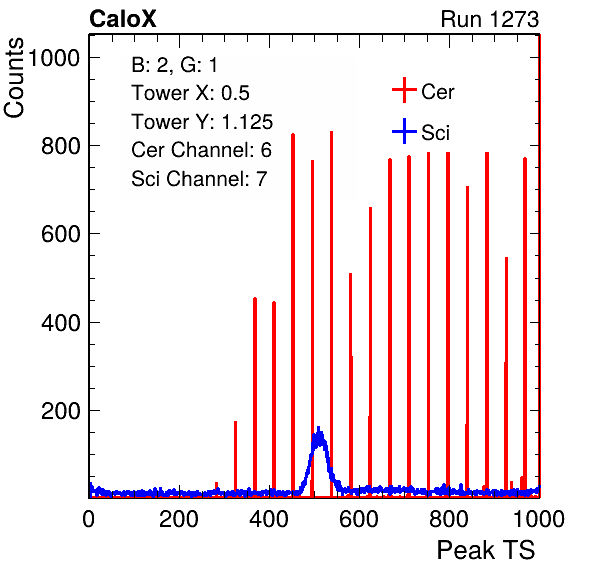 CaloX Run 1273
Counts
B: 2, G: 1
Tower X: 0.5
Tower Y: 1.125
Cer Channel: 6
Sci Channel: 7
Cer
Sci
1000
800
600
400
200
0 200 400 600 800 1000
Peak TS